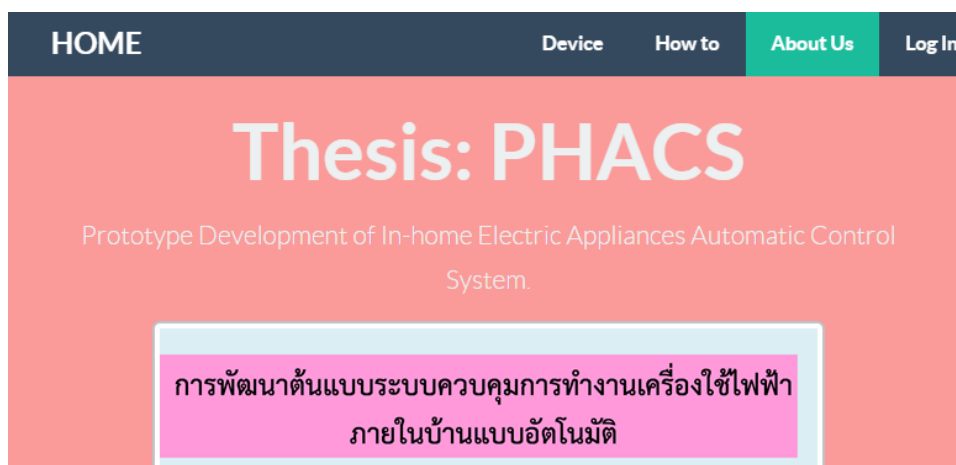 HOME Device How to About Us Log In
Thesis: PHACS
Prototype Development of In-home Electric Appliances Automatic Control
System.
การพัฒนาต้นแบบระบบควบคุมการทำงานเครื่องใช้ไฟฟ้า
ภายในบ้านแบบอัตโนมัติ